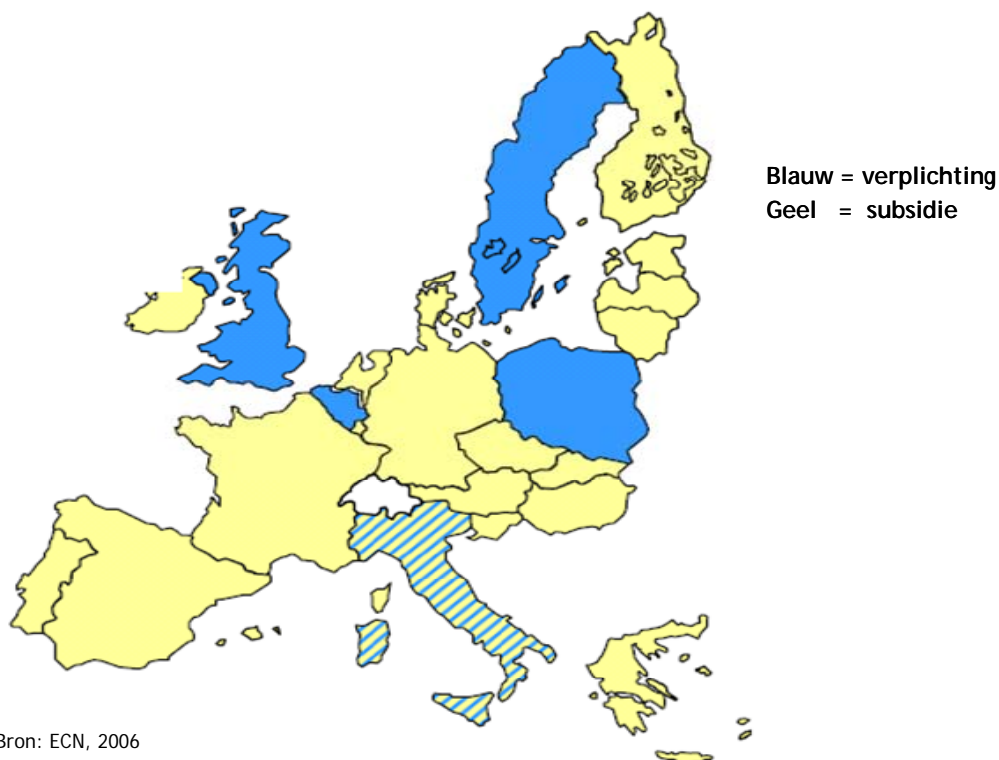 Blauw = verplichting
Geel = subsidie
Bron: ECN, 2006